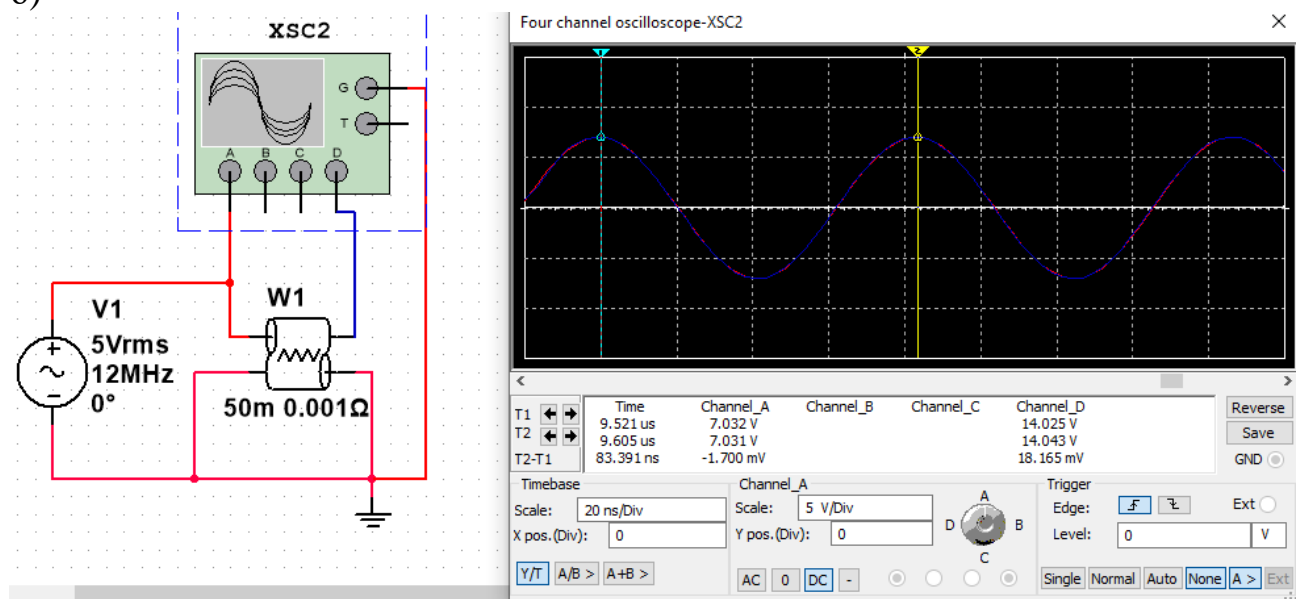 б)
XSC2
G
T
A B C D
V1
5Vrms
12MHz
0°
W1
50m 0.001Ω
Four channel oscilloscope-XSC2
1
2
Time Channel_A Channel_B Channel_C Channel_D
T1 9.521 us 7.032 V 14.025 V
T2 9.605 us 7.031 V 14.043 V
T2-T1 83.391 ns -1.700 mV 18.165 mV
Reverse
Save
GND
Timebase
Scale: 20 ns/Div
X pos.(Div): 0
Y/T A/B > A+B >
Channel_A
Scale: 5 V/Div
Y pos.(Div): 0
AC 0 DC -
A
D B
C
Trigger
Edge: Ext
Level: 0 V
Single Normal Auto None A > Ext